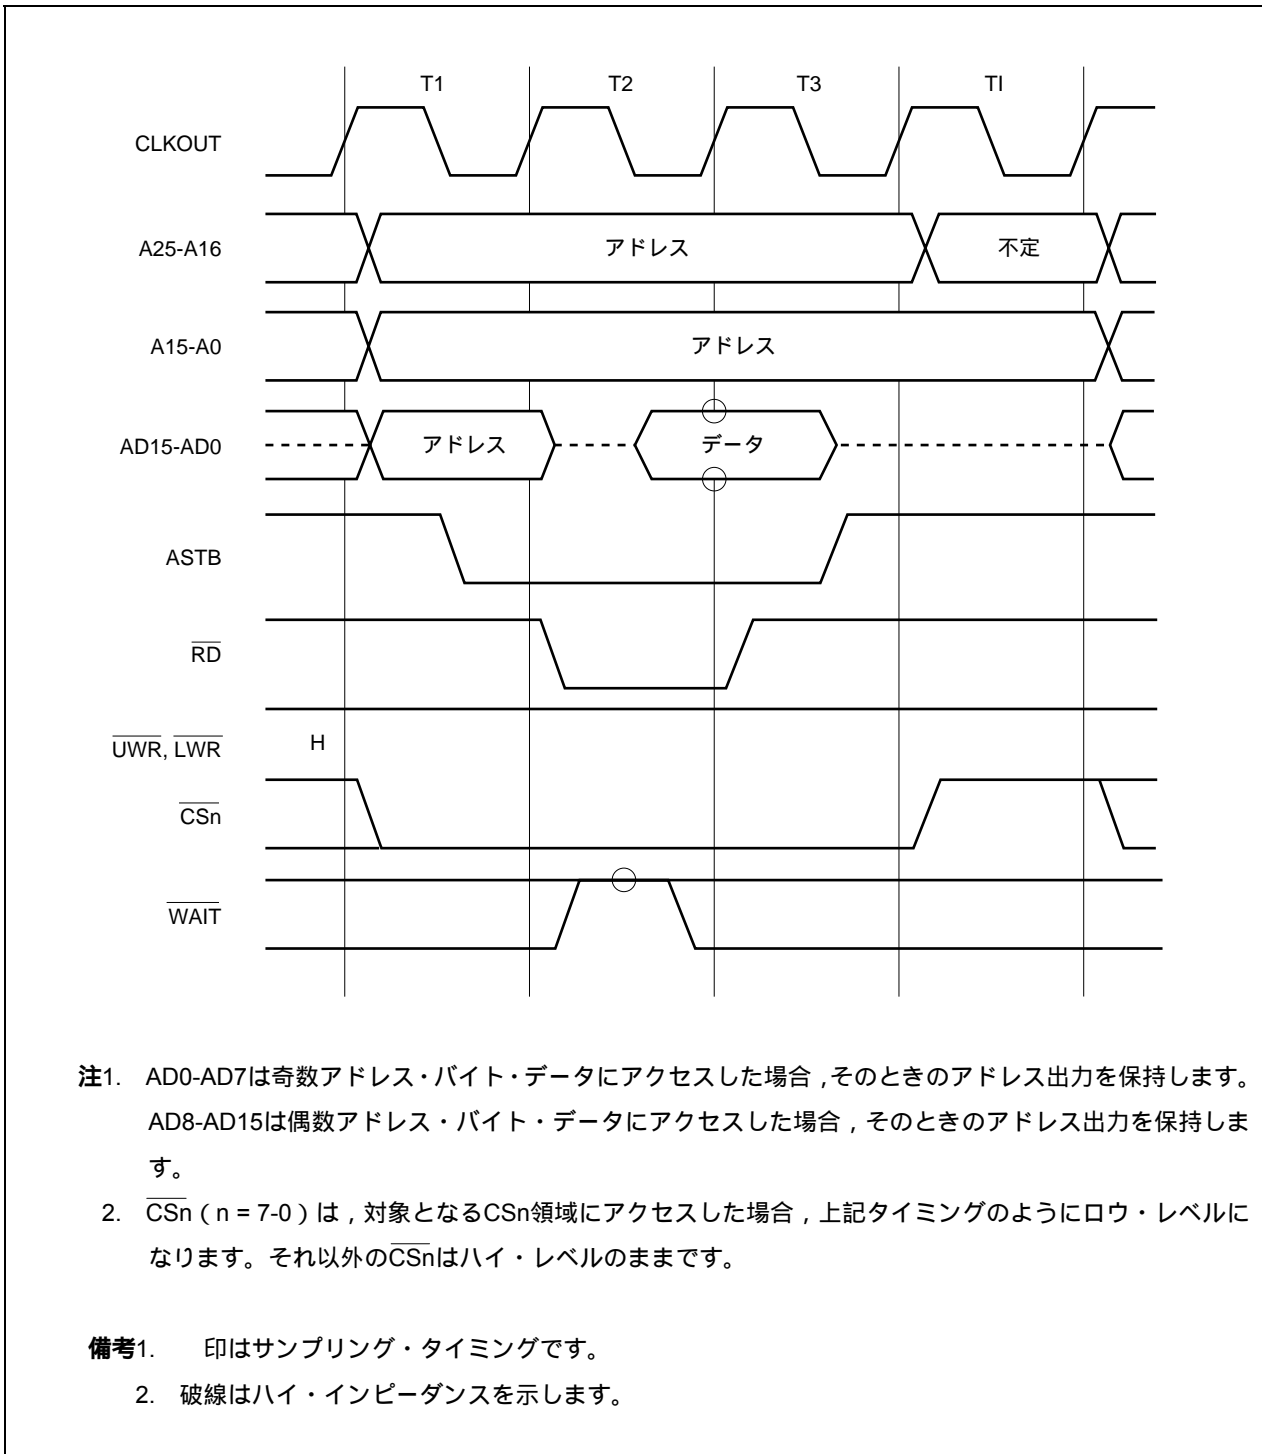 T1 T2 T3 TI
CLKOUT
A25-A16 アドレス 不定
A15-A0 アドレス
AD15-AD0 アドレス データ
ASTB
RD
UWR, LWR H
CSn
WAIT
注1. AD0-AD7は奇数アドレス・バイト・データにアクセスした場合,そのときのアドレス出力を保持します。
AD8-AD15は偶数アドレス・バイト・データにアクセスした場合,そのときのアドレス出力を保持しま
す。
2. CSn(n = 7-0)は,対象となるCSn領域にアクセスした場合,上記タイミングのようにロウ・レベルに
なります。それ以外のCSnはハイ・レベルのままです。
備考1. 印はサンプリング・タイミングです。
2. 破線はハイ・インピーダンスを示します。